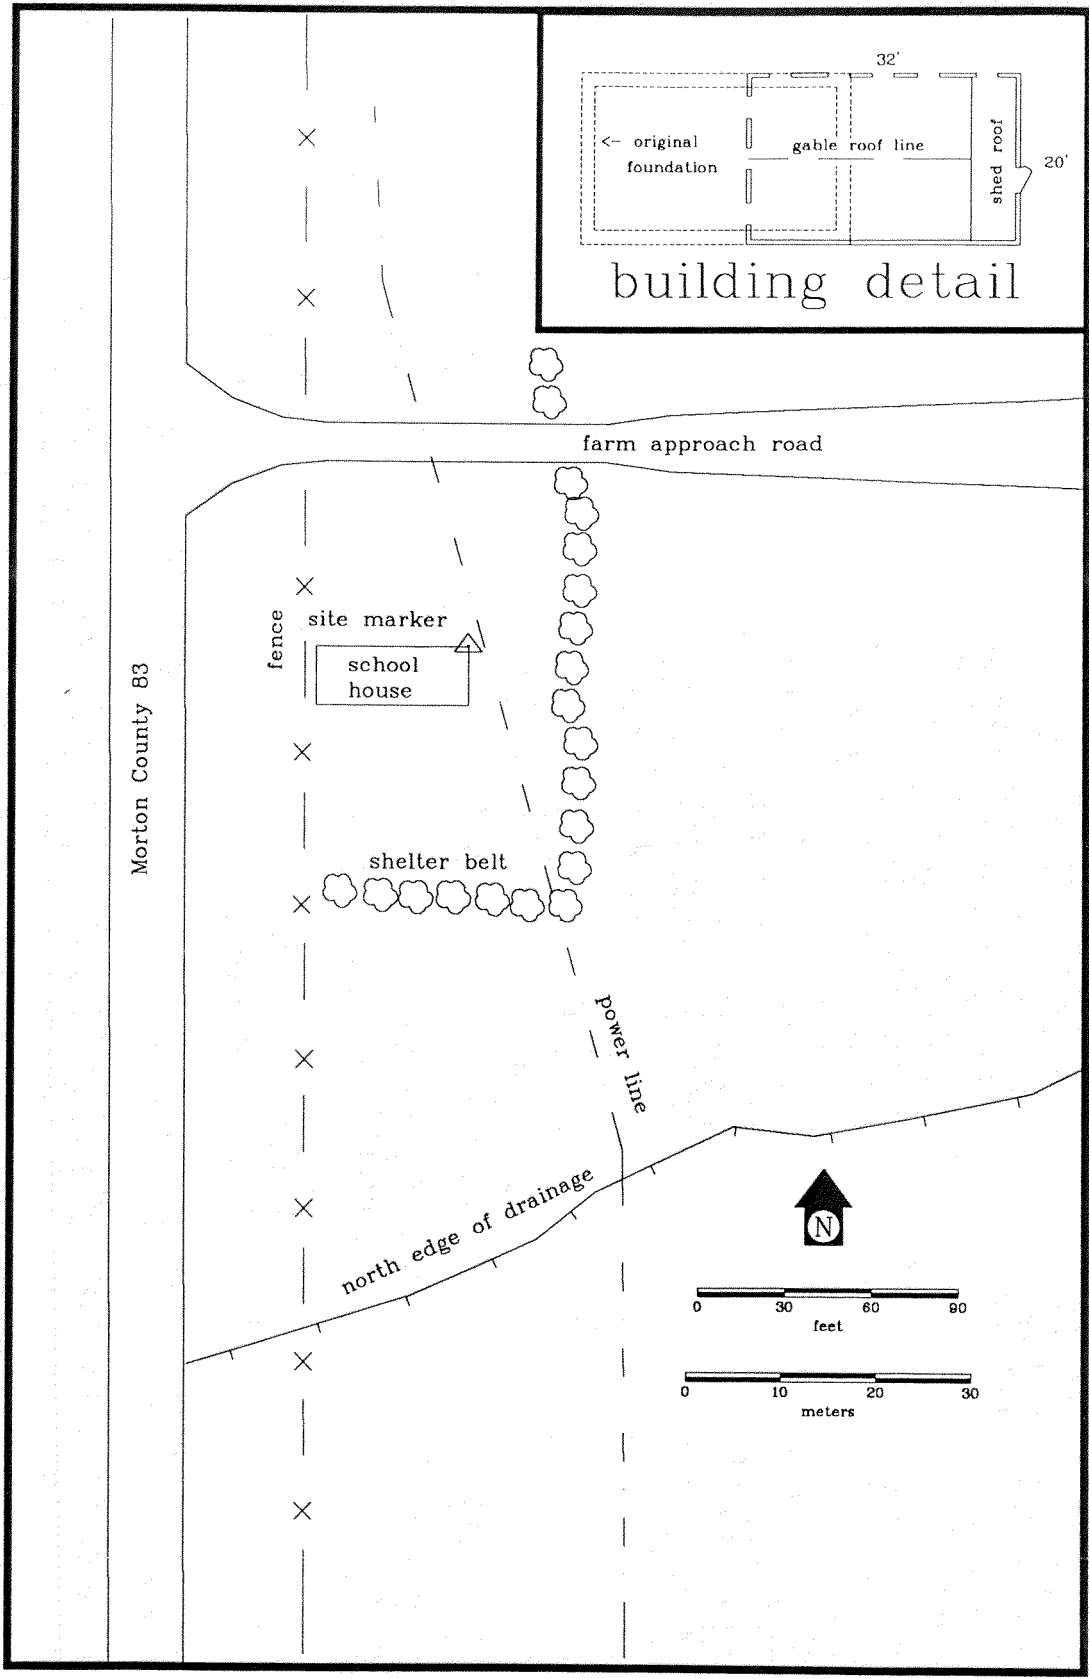 32'
<- original
foundation
gable roof line
shed roof
20'
building detail
farm approach road
fence
site marker
school
house
Morton County 83
shelter belt
power line
north edge of drainage
N
0 30 60 90
feet
0 10 20 30
meters